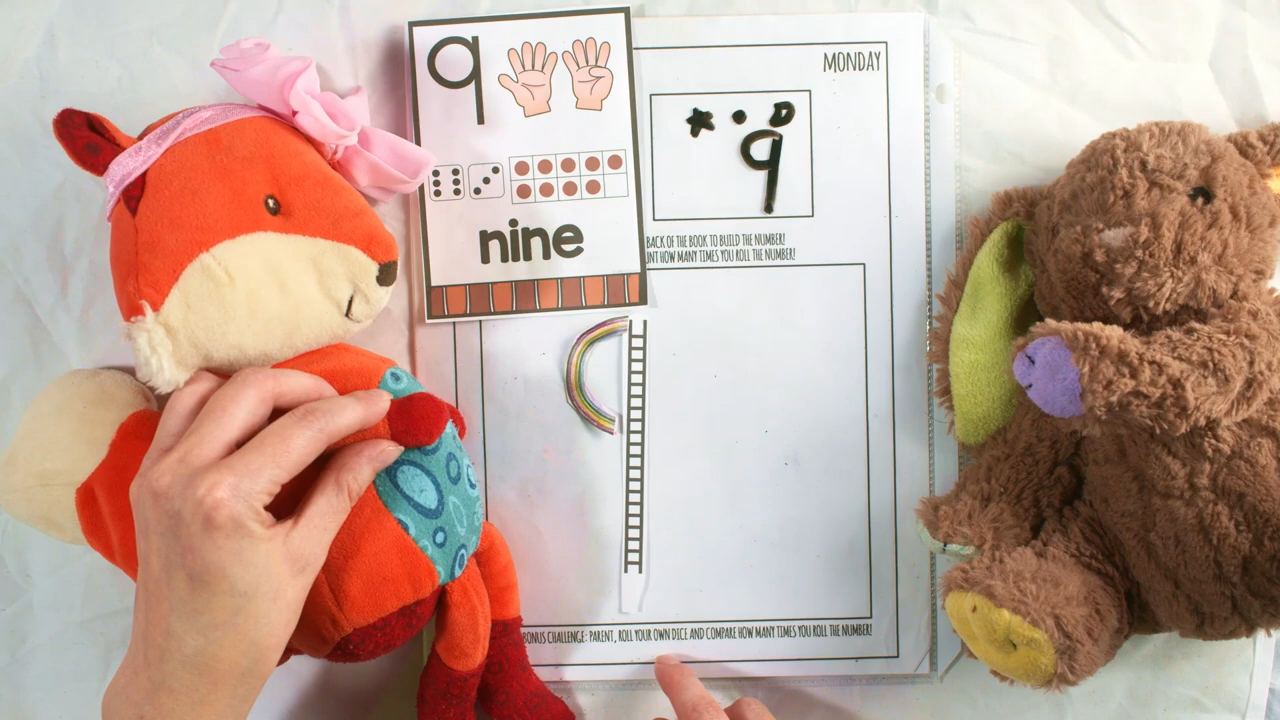 9
nine
MONDAY
9
BACK OF THE BOOK TO BUILD THE NUMBER!
HOW MANY TIMES YOU ROLL THE NUMBER!
BONUS CHALLENGE: PARENT, ROLL YOUR OWN DICE AND COMPARE HOW MANY TIMES YOU ROLL THE NUMBER!